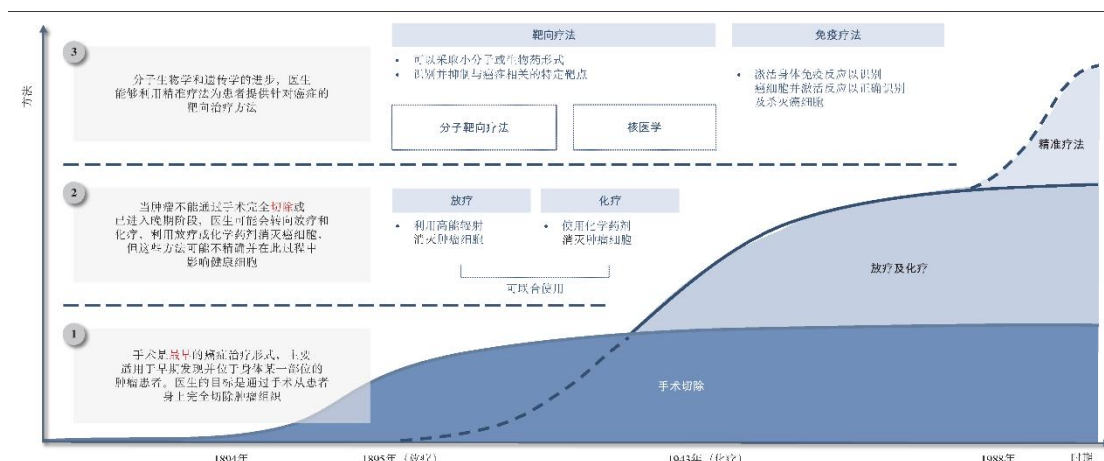 方法
3
分子生物学和遗传学的进步，医生
能够利用精准疗法为患者提供针对癌症的
靶向治疗方法
靶向疗法
• 可以采取小分子或生物药形式
• 识别并抑制与癌症相关的特定靶点
分子靶向疗法
核医学
免疫疗法
• 激活身体免疫反应以识别
癌细胞并激活反应以正确识别
及杀灭癌细胞
精准疗法
2
当肿瘤不能通过手术完全切除或
已进入晚期阶段，医生可能会转向放疗和
化疗，利用放疗或化学药剂消灭癌细胞，
但这些方法可能不精确并在此过程中
影响健康细胞
放疗
• 利用高能辐射
消灭肿瘤细胞
化疗
• 使用化学药剂
消灭肿瘤细胞
可联合使用
放疗及化疗
1
手术是最早的癌症治疗形式，主要
适用于早期发现并位于身体某一部位的
肿瘤患者。医生的目标是通过手术从患者
身上完全切除肿瘤组织
手术切除
1894年
1895年（放疗）
1943年（化疗）
1988年
时期